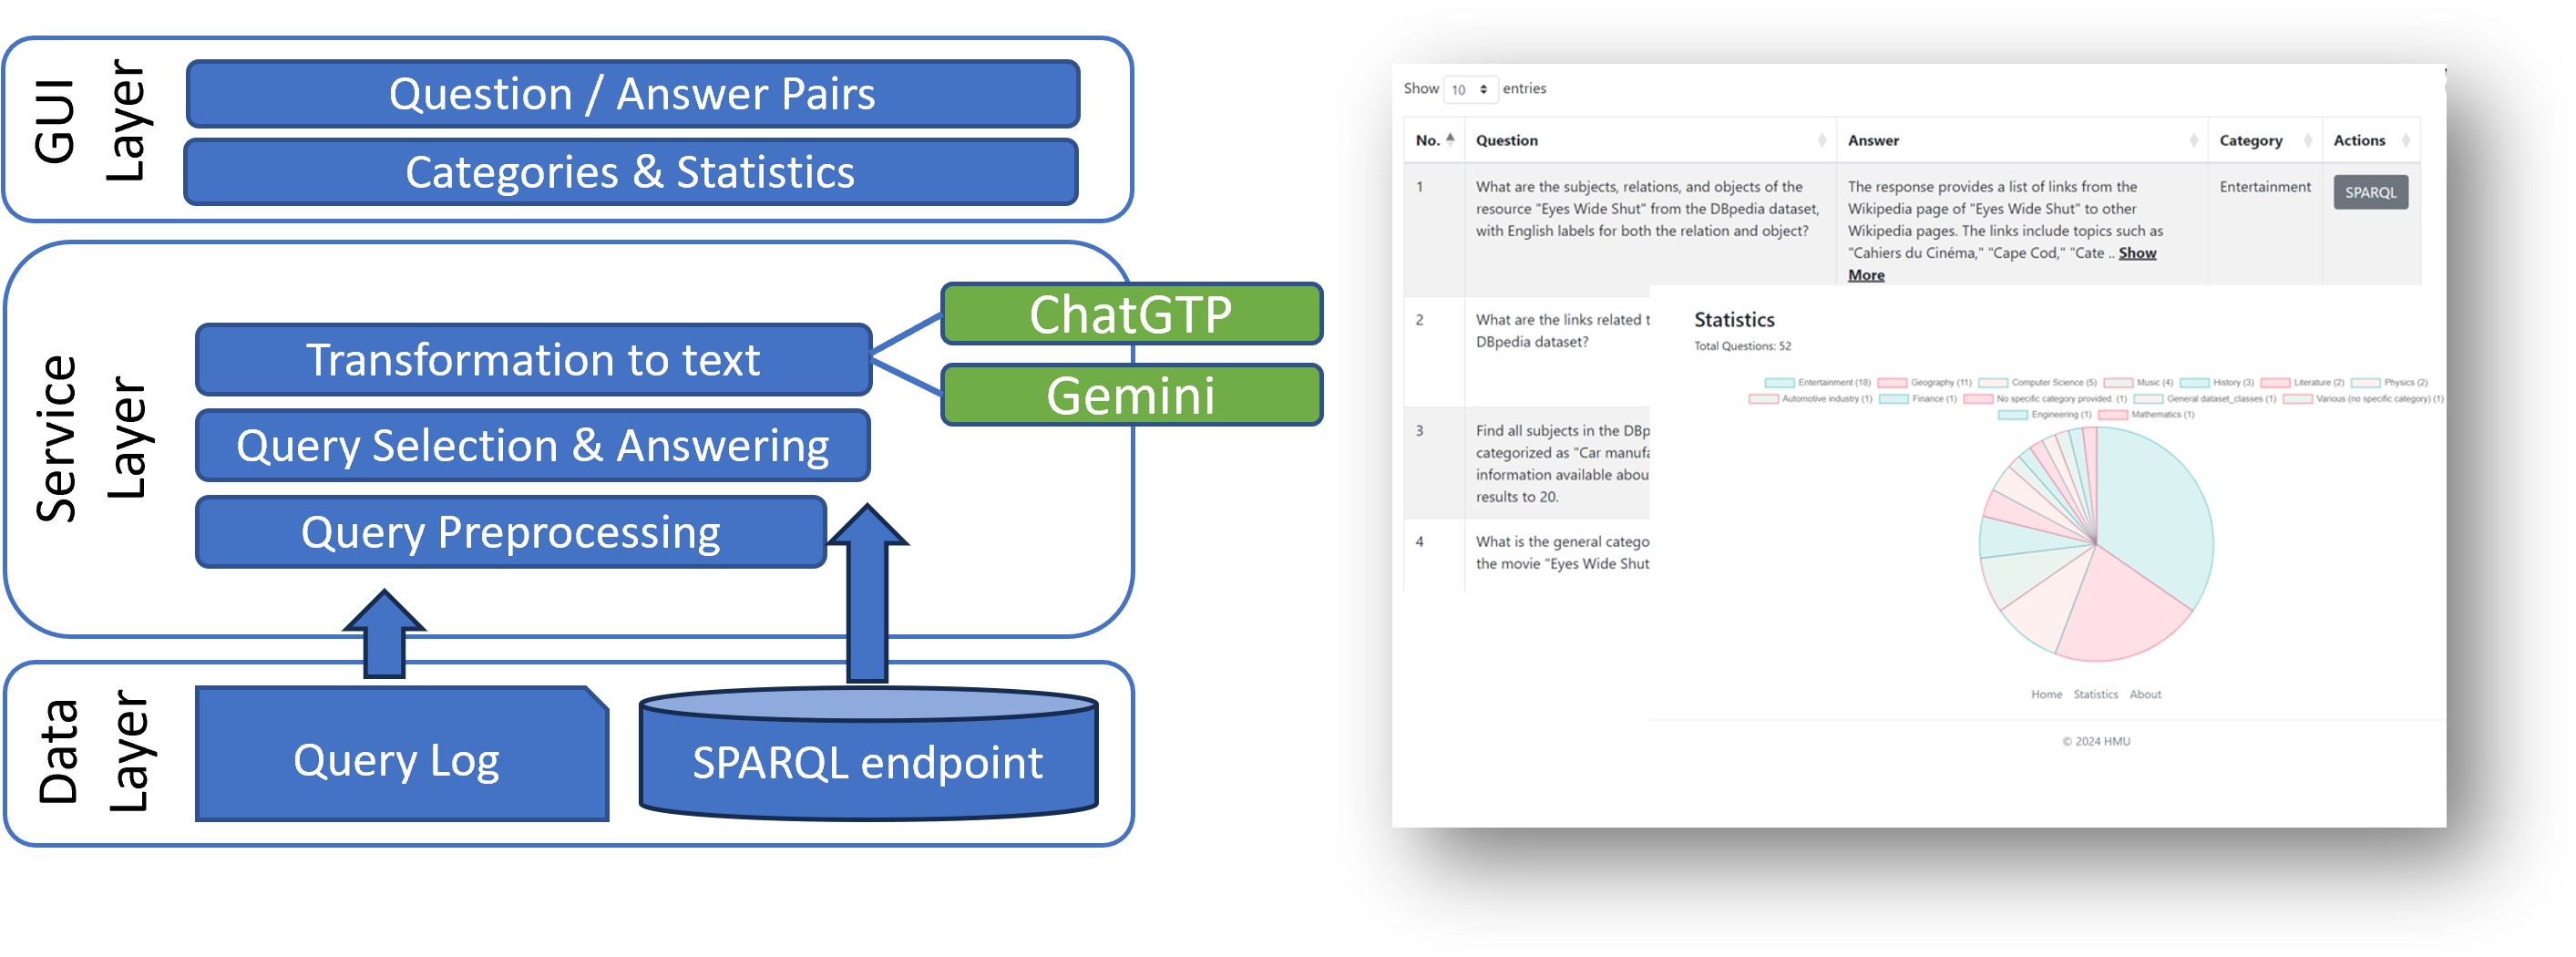 GUI
Layer
Question / Answer Pairs
Categories & Statistics
Service
Layer
Transformation to text
ChatGTP
Gemini
Query Selection & Answering
Query Preprocessing
Data
Layer
Query Log
SPARQL endpoint
Show 10 entries
No. Question Answer Category Actions
1
What are the subjects, relations, and objects of the
resource "Eyes Wide Shut" from the DBpedia dataset,
with English labels for both the relation and object?
The response provides a list of links from the
Wikipedia page of "Eyes Wide Shut" to other
Wikipedia pages. The links include topics such as
"Cahiers du Cinéma," "Cape Cod," "Cate .. Show
More
Entertainment
SPARQL
2
What are the links related t
DBpedia dataset?
3
Find all subjects in the DBp
categorized as "Car manufa
information available abou
results to 20.
4
What is the general catego
the movie "Eyes Wide Shut
Statistics
Total Questions: 52
Entertainment (18) Geography (11) Computer Science (5) Music (4) History (3) Literature (2) Physics (2)
Automotive industry (1) Finance (1) No specific category provided. (1) General dataset_classes (1) Various (no specific category) (1)
Engineering (1) Mathematics (1)
Home Statistics About
© 2024 HMU